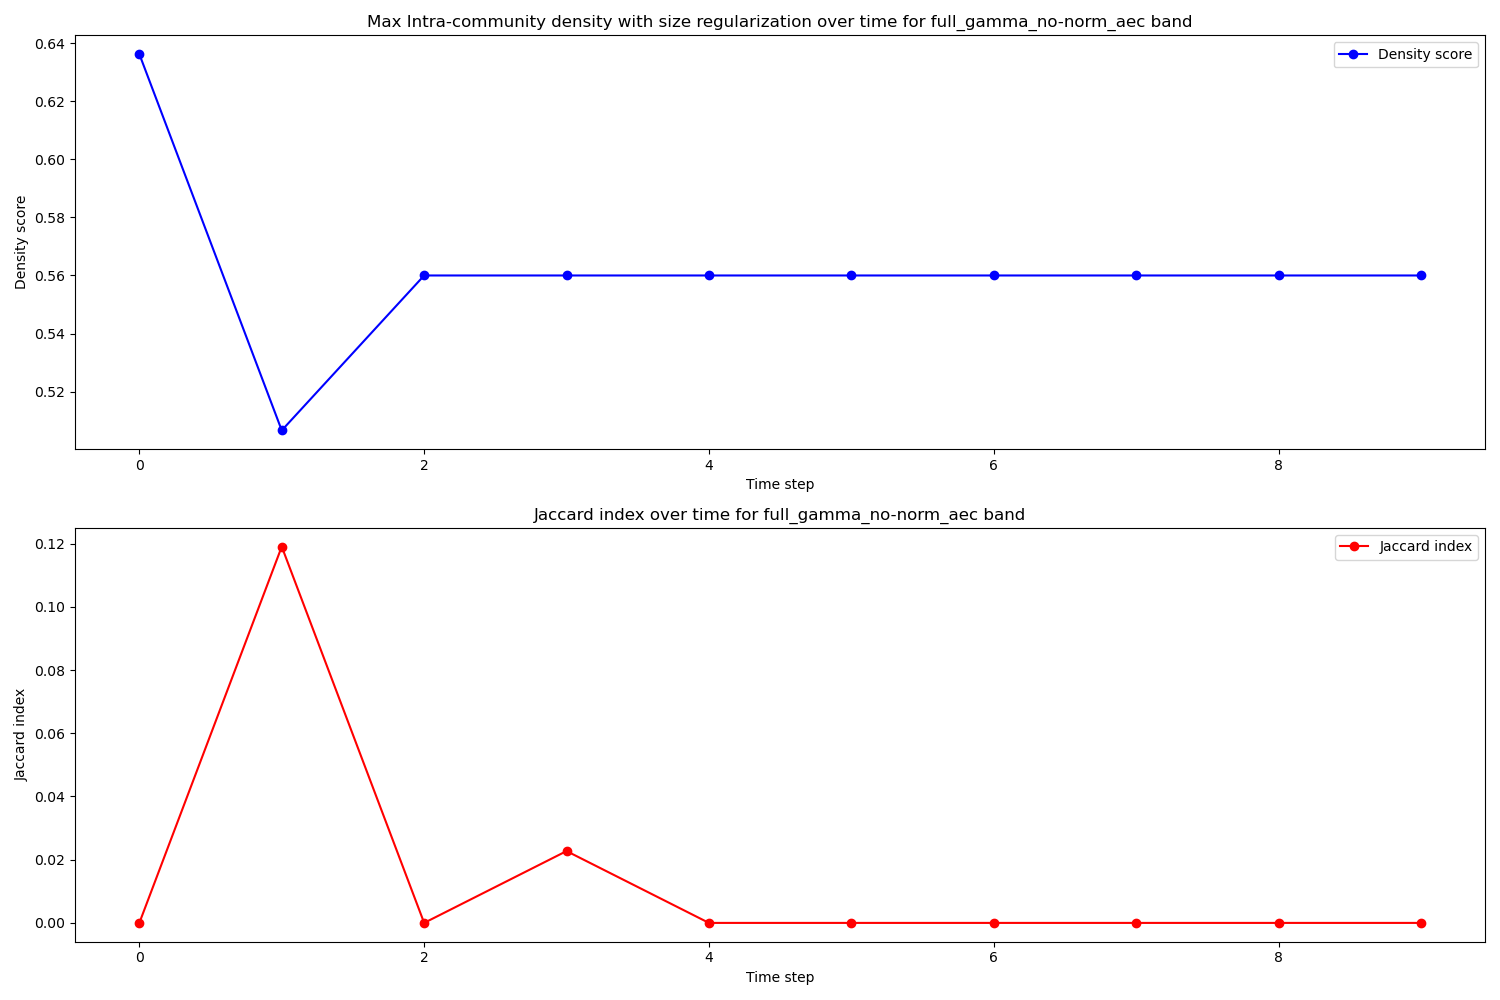 Max Intra-community density with size regularization over time for full_gamma_no-norm_aec band
Density score
0.64
0.62
0.60
0.58
0.56
0.54
0.52
Density score
0 2 4 6 8
Time step
Jaccard index over time for full_gamma_no-norm_aec band
Jaccard index
0.12
0.10
0.08
0.06
0.04
0.02
0.00
Jaccard index
0 2 4 6 8
Time step